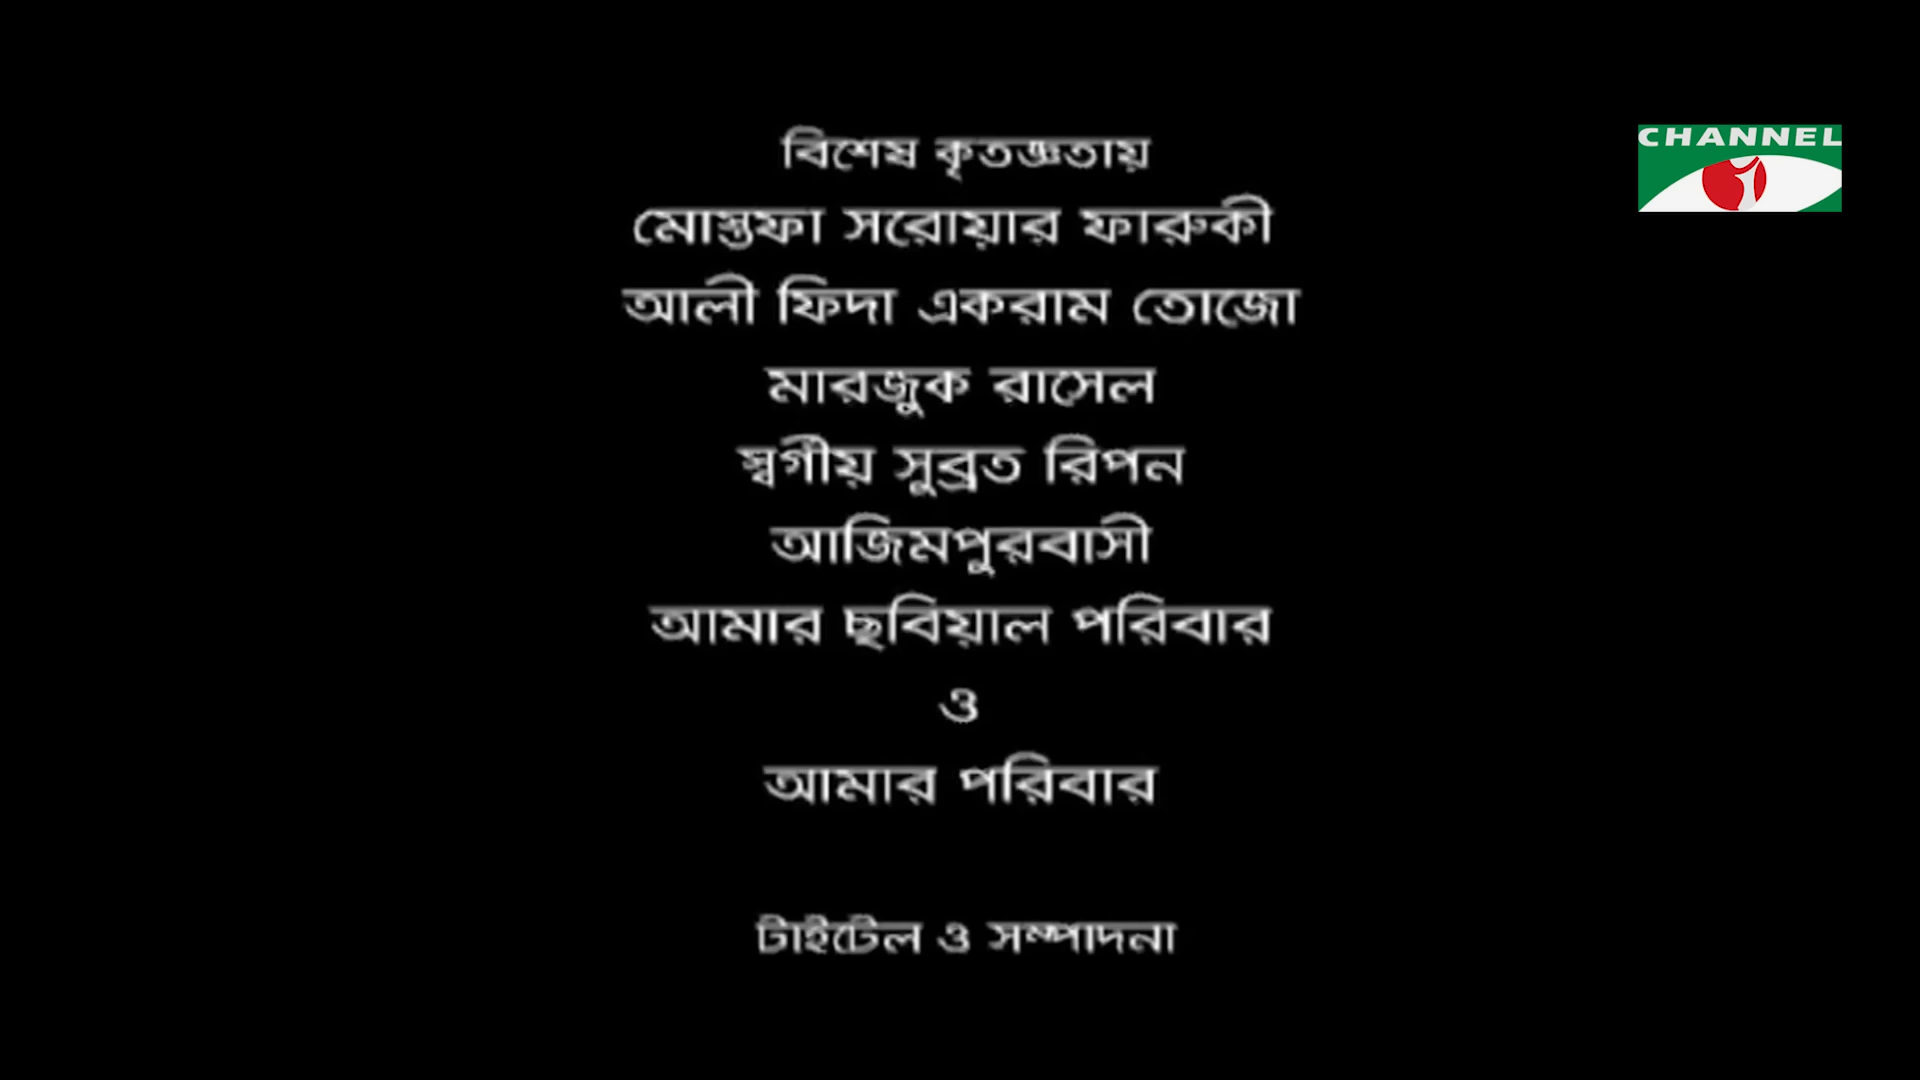 বিশেষ কৃতজ্ঞতায়
CHANNEL i
মোস্তফা সরোয়ার ফারুকী
আলী ফিদা একরাম তোজো
মারজুক রাসেল
স্বর্গীয় সুব্রত রিপন
আজিমপুরবাসী
আমার ছবিয়াল পরিবার
ও
আমার পরিবার
টাইটেল ও সম্পাদনা